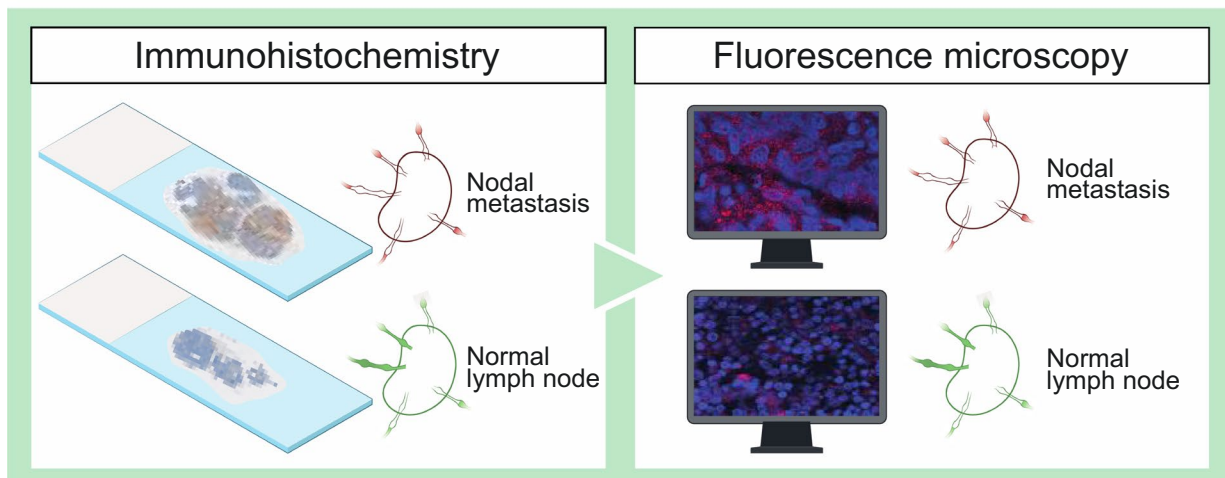 Immunohistochemistry
Nodal
metastasis
Normal
lymph node
Fluorescence microscopy
Nodal
metastasis
Normal
lymph node